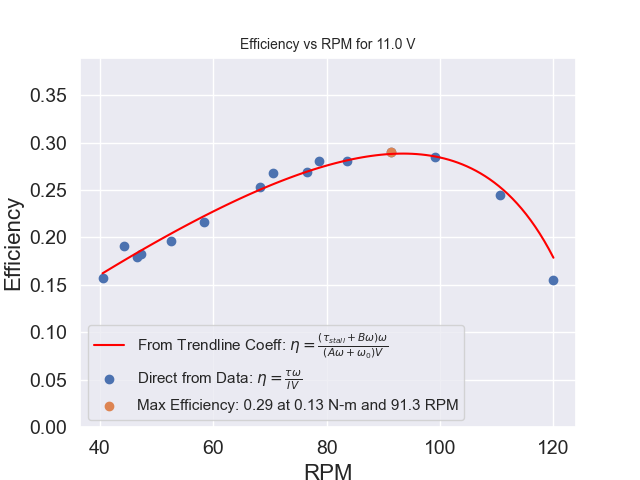 Efficiency vs RPM for 11.0 V
0.35
0.30
0.25
0.20
0.15
0.10
0.05
0.00
Efficiency
From Trendline Coeff: η = (τ_stall + Bω)ω / (Aω + ω₀)V
Direct from Data: η = τω / IV
Max Efficiency: 0.29 at 0.13 N-m and 91.3 RPM
40 60 80 100 120
RPM